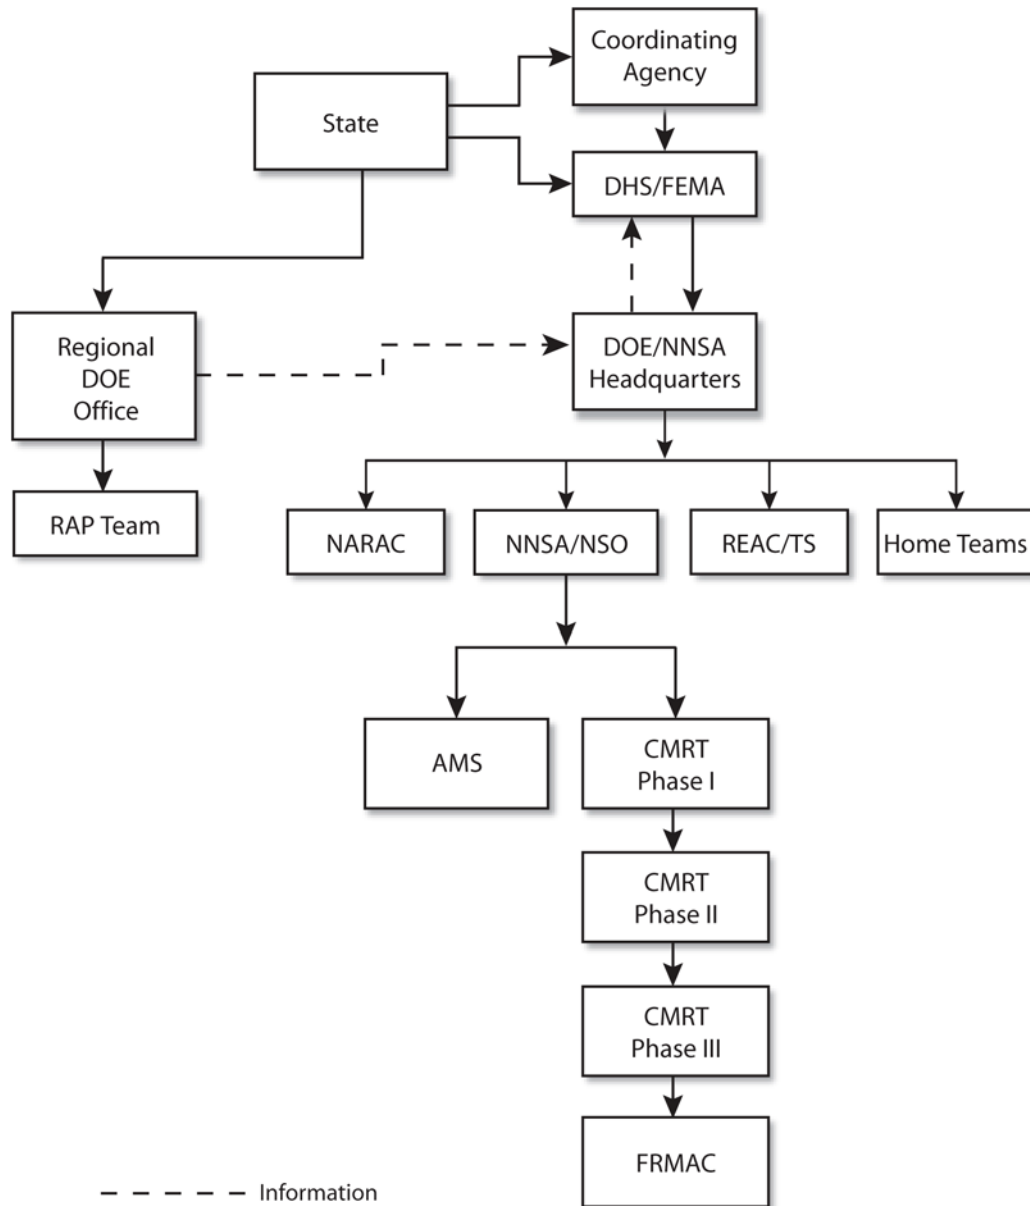 Coordinating
Agency
State
DHS/FEMA
Regional
DOE
Office
DOE/NNSA
Headquarters
RAP Team
NARAC
NNSA/NSO
REAC/TS
Home Teams
AMS
CMRT
Phase I
CMRT
Phase II
CMRT
Phase III
FRMAC
Information